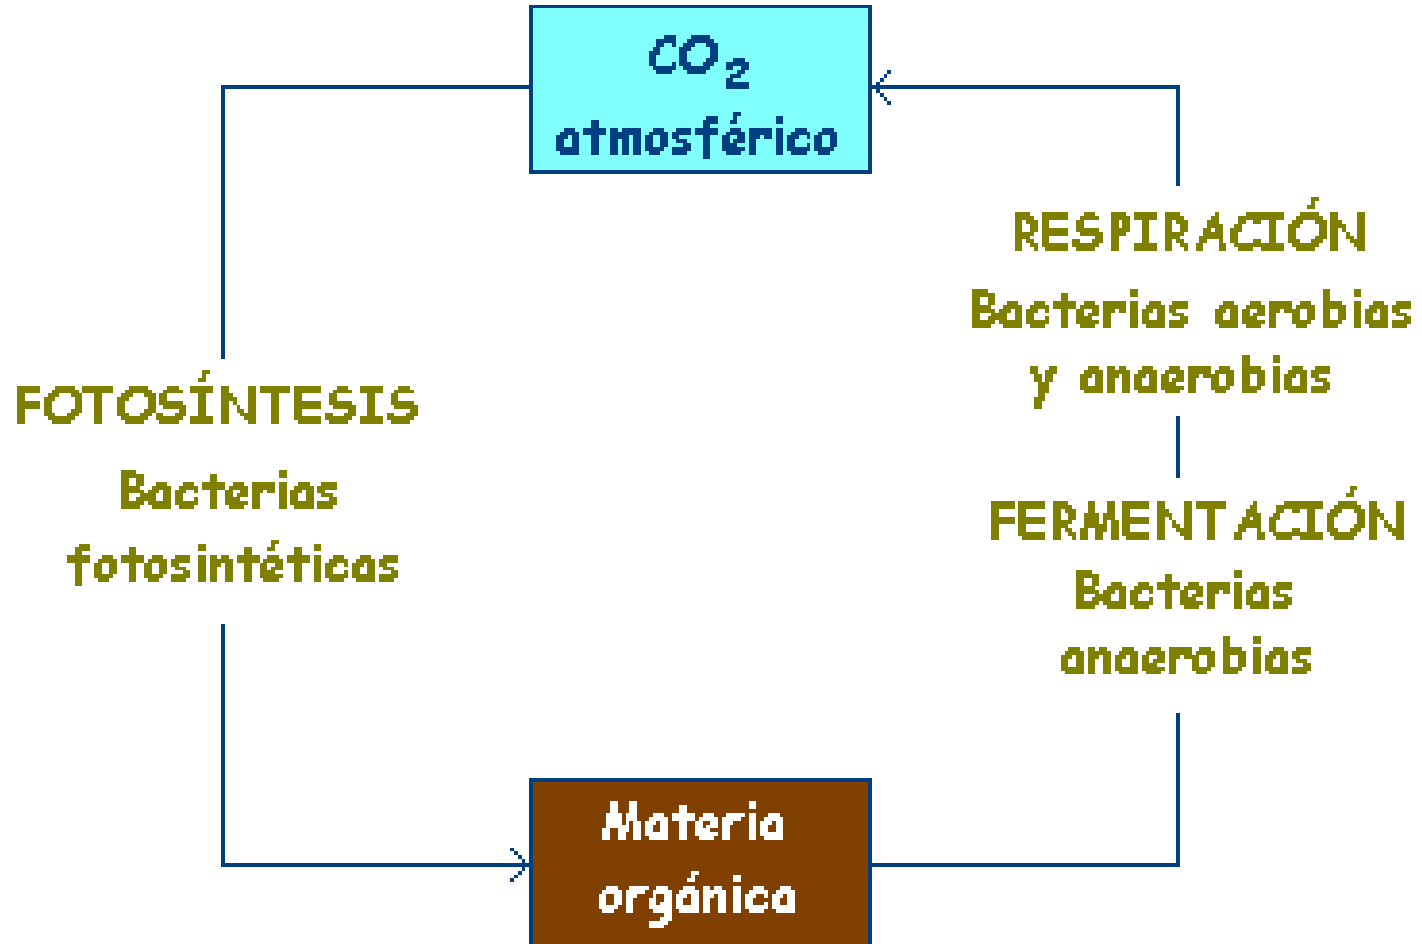 CO2
atmosférico
FOTOSÍNTESIS
Bacterias
fotosintéticas
RESPIRACIÓN
Bacterias aerobias
y anaerobias
FERMENTACIÓN
Bacterias
anaerobias
Materia
orgánica